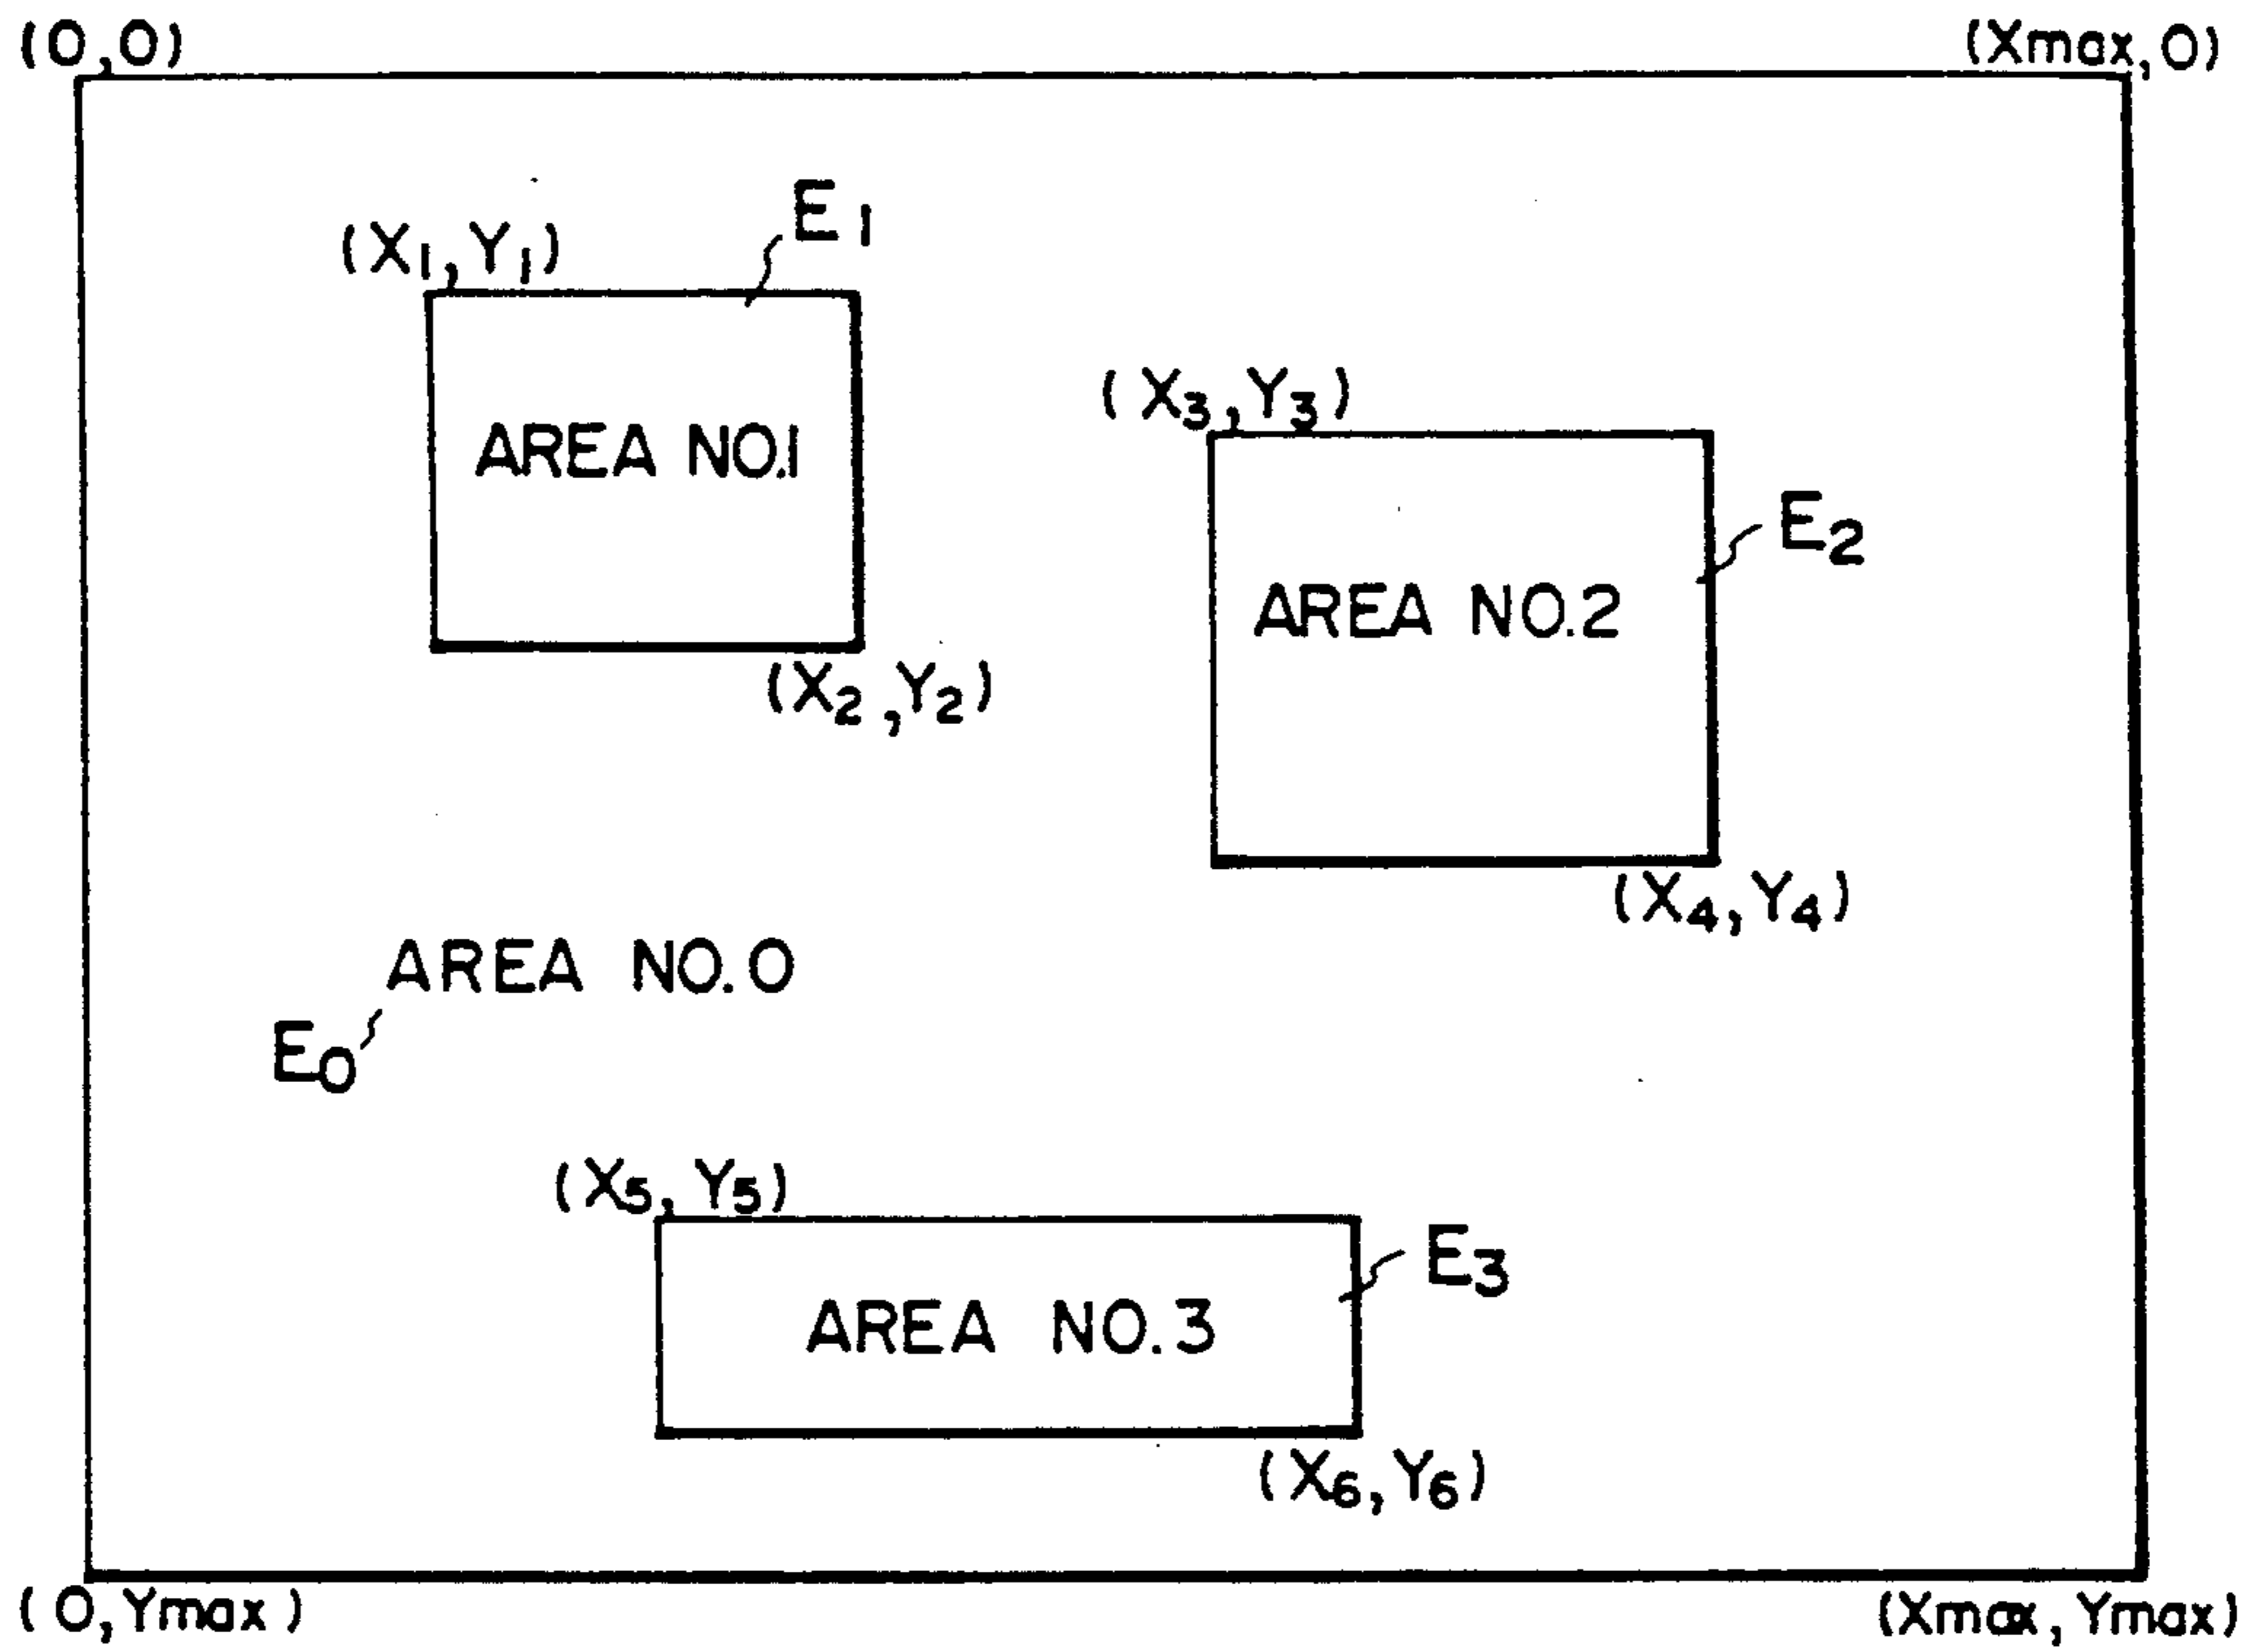 (0,0) (Xmax,0)
E1
(X1,Y1)
(X3,Y3)
AREA NO.1
E2
AREA NO.2
(X2,Y2)
(X4,Y4)
AREA NO.0
E0
(X5,Y5)
E3
AREA NO.3
(X6,Y6)
(0,Ymax) (Xmax,Ymax)